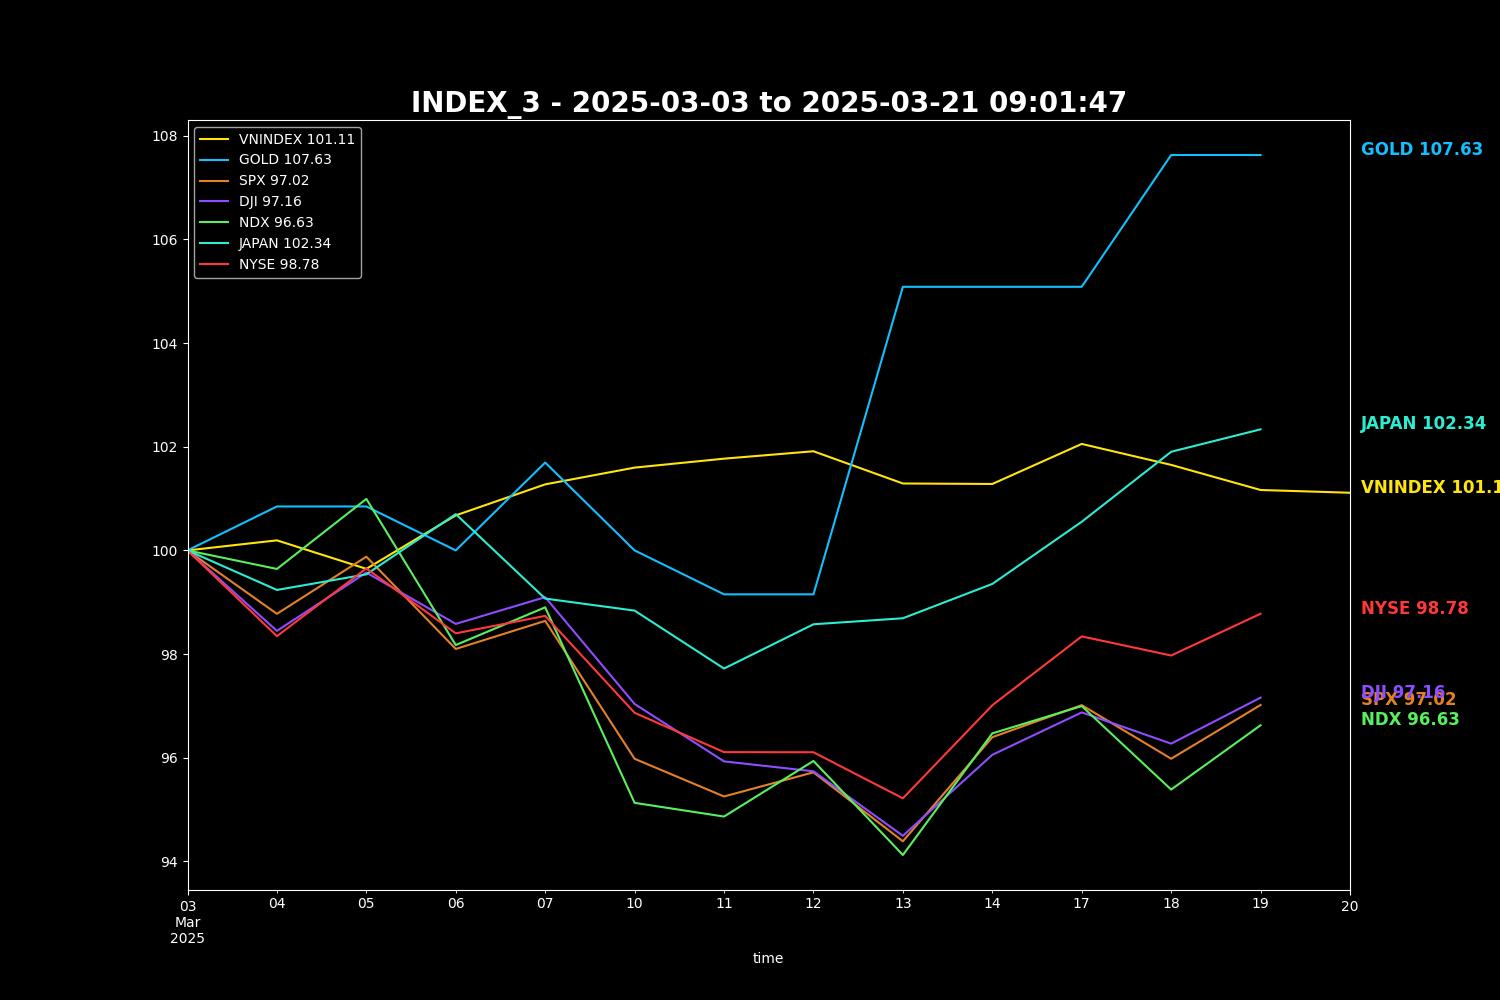 INDEX_3 - 2025-03-03 to 2025-03-21 09:01:47
VNINDEX 101.11
GOLD 107.63
SPX 97.02
DJI 97.16
NDX 96.63
JAPAN 102.34
NYSE 98.78
108
106
104
102
100
98
96
94
GOLD 107.63
JAPAN 102.34
VNINDEX 101.1
NYSE 98.78
DJI 97.16
SPX 97.02
NDX 96.63
03 04 05 06 07 10 11 12 13 14 17 18 19 20
Mar
2025
time